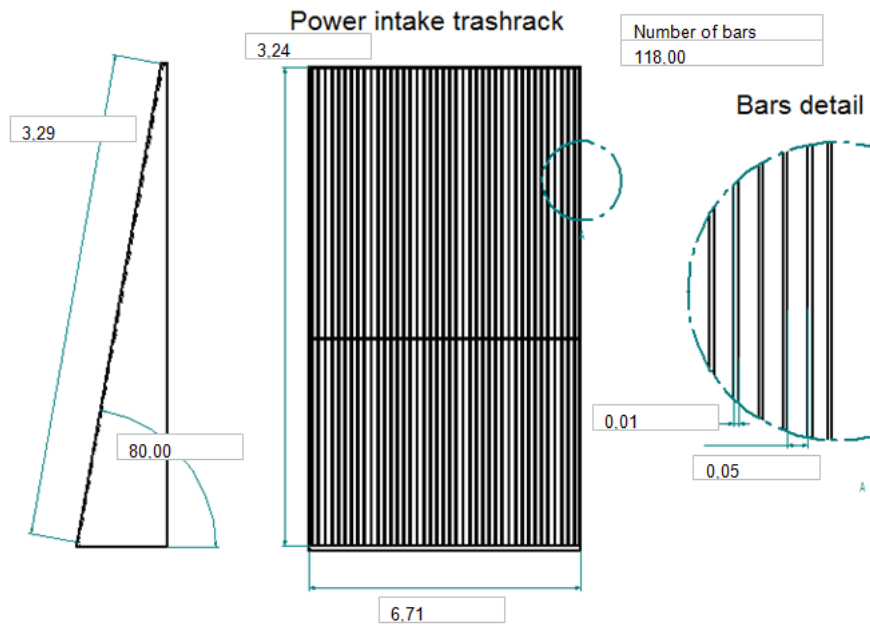 Power intake trashrack
3,24
Number of bars
118,00
Bars detail
3,29
A
80,00
0,01
0,05
A
6,71